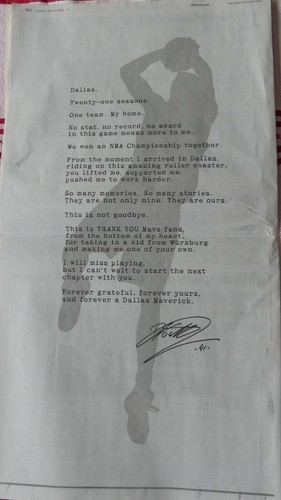 Dallas.
Twenty-one seasons.
One team. My home.
No stat, no record, no award
in this game means more to me.
We won an NBA Championship together.
From the moment I arrived in Dallas,
riding on this amazing roller coaster,
you lifted me, supported me,
pushed me to work harder.
So many memories. So many stories.
They are not only mine. They are ours.
This is not goodbye.
This is THANK YOU Mavs fans,
from the bottom of my heart,
for taking in a kid from Würzburg
and making me one of your own.
I will miss playing,
but I can't wait to start the next
chapter with you.
Forever grateful, forever yours,
and forever a Dallas Maverick,
-41-